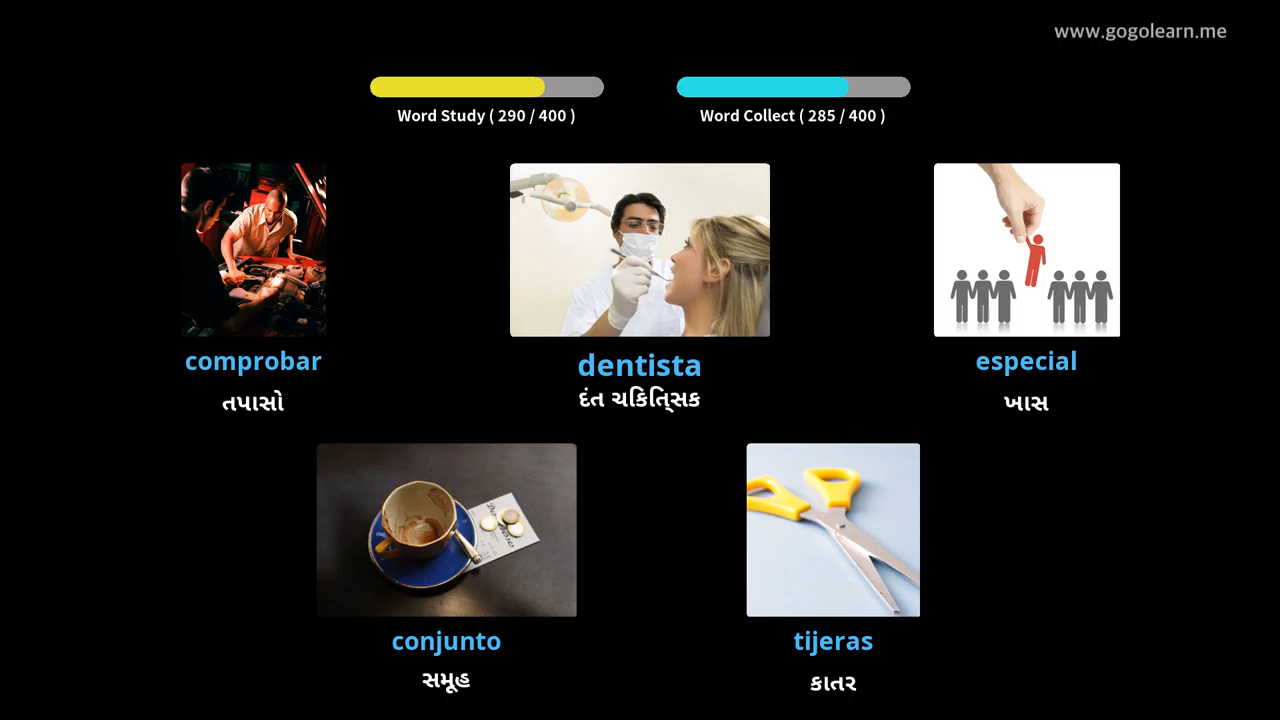 www.gogolearn.me
Word Study ( 290 / 400 )
Word Collect ( 285 / 400 )
comprobar
તપાસો
dentista
દંત ચકિત્િસક
especial
ખાસ
conjunto
સમૂહ
tijeras
કાતર